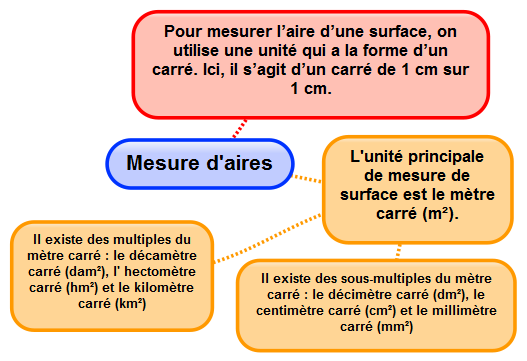 Pour mesurer l'aire d'une surface, on
utilise une unité qui a la forme d'un
carré. Ici, il s'agit d'un carré de 1 cm sur
1 cm.
Mesure d'aires
L'unité principale
de mesure de
surface est le mètre
carré (m²).
Il existe des multiples du
mètre carré : le décamètre
carré (dam²), l' hectomètre
carré (hm²) et le kilomètre
carré (km²)
Il existe des sous-multiples du mètre
carré : le décimètre carré (dm²), le
centimètre carré (cm²) et le millimètre
carré (mm²)